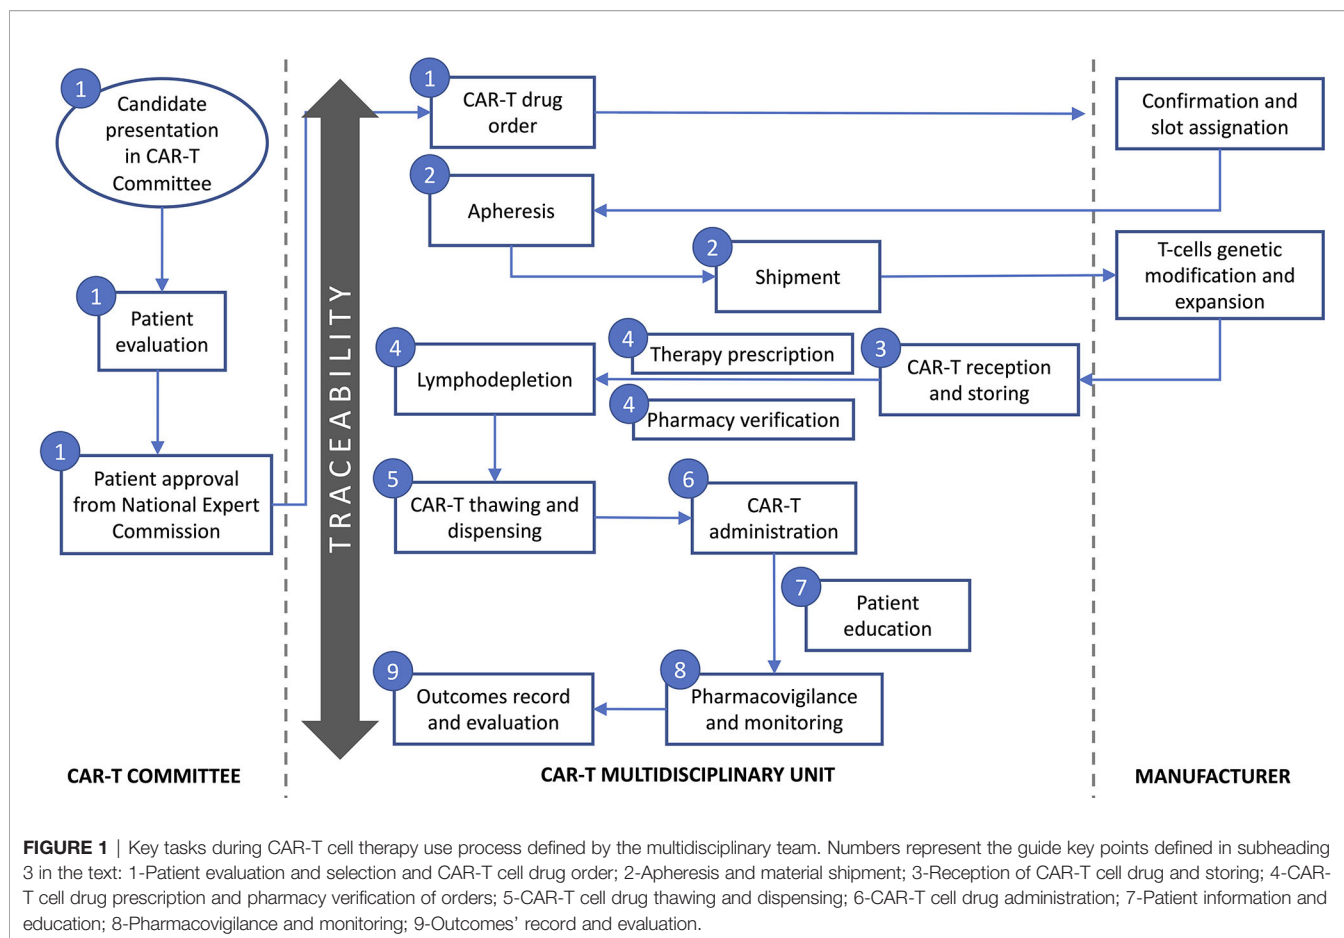 1
Candidate
presentation
in CAR-T
Committee
1
Patient
evaluation
1
Patient approval
from National Expert
Commission
CAR-T COMMITTEE
TRACEABILITY
1
CAR-T drug
order
2
Apheresis
2
Shipment
4
Therapy prescription
3
CAR-T reception
and storing
4
Lymphodepletion
4
Pharmacy verification
5
CAR-T thawing and
dispensing
6
CAR-T
administration
7
Patient
education
8
Pharmacovigilance
and monitoring
9
Outcomes record
and evaluation
CAR-T MULTIDISCIPLINARY UNIT
Confirmation and
slot assignation
T-cells genetic
modification and
expansion
MANUFACTURER
FIGURE 1 | Key tasks during CAR-T cell therapy use process defined by the multidisciplinary team. Numbers represent the guide key points defined in subheading
3 in the text: 1-Patient evaluation and selection and CAR-T cell drug order; 2-Apheresis and material shipment; 3-Reception of CAR-T cell drug and storing; 4-CAR-
T cell drug prescription and pharmacy verification of orders; 5-CAR-T cell drug thawing and dispensing; 6-CAR-T cell drug administration; 7-Patient information and
education; 8-Pharmacovigilance and monitoring; 9-Outcomes’ record and evaluation.